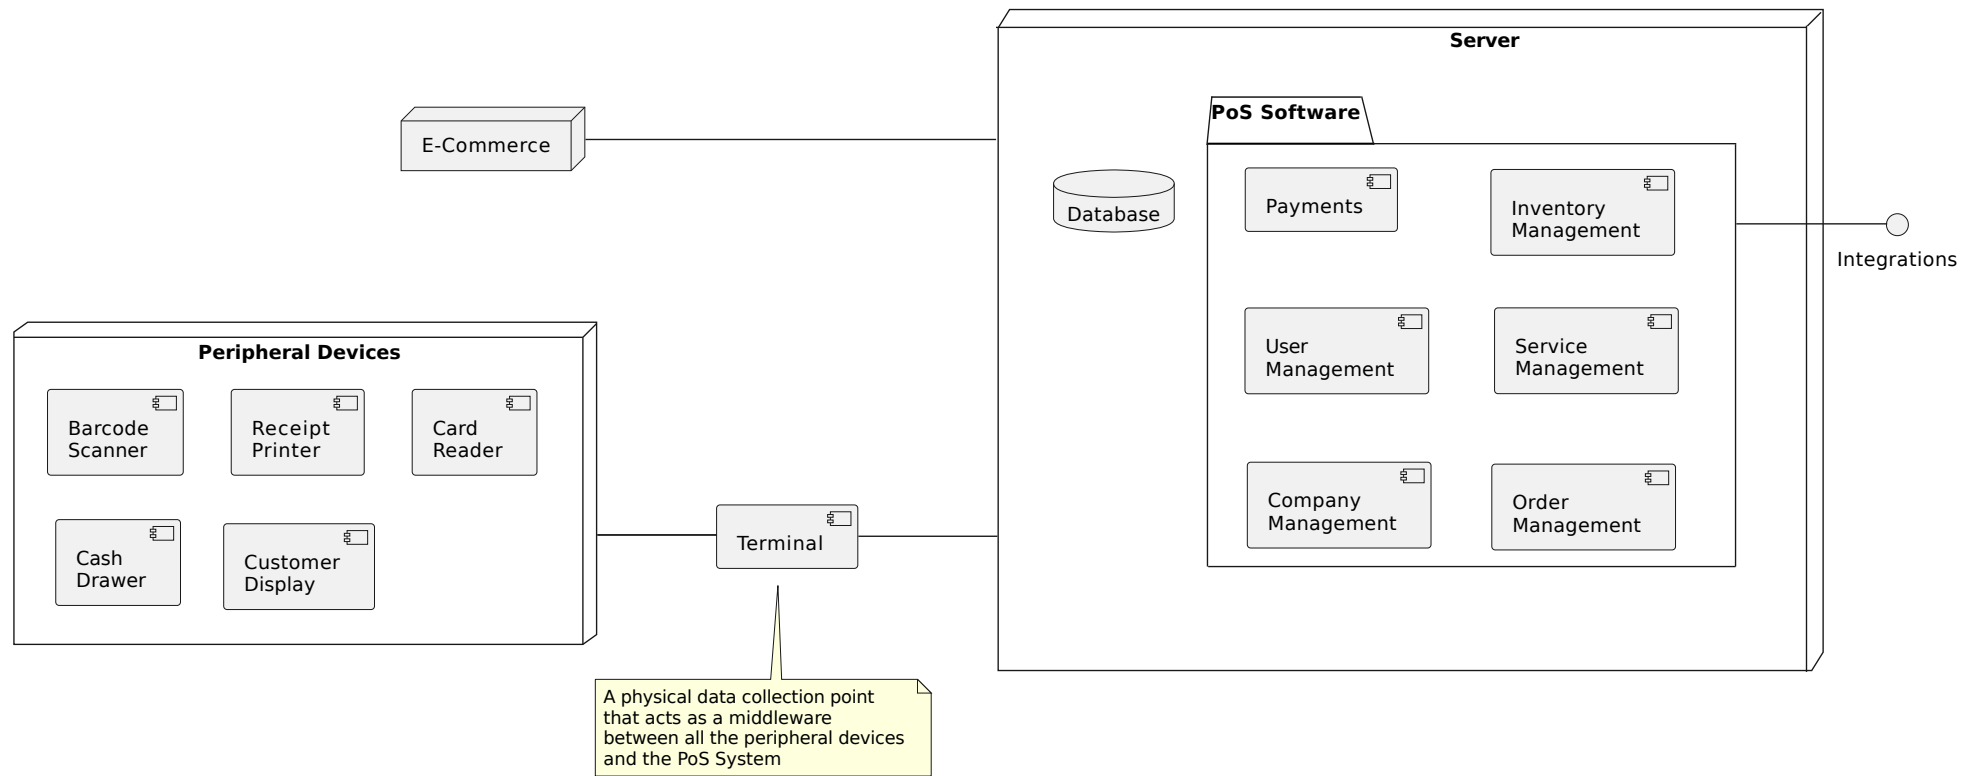 Server
PoS Software
E-Commerce
Database
Payments
Inventory
Management
Integrations
User
Management
Service
Management
Company
Management
Order
Management
Peripheral Devices
Barcode
Scanner
Receipt
Printer
Card
Reader
Cash
Drawer
Customer
Display
Terminal
A physical data collection point
that acts as a middleware
between all the peripheral devices
and the PoS System